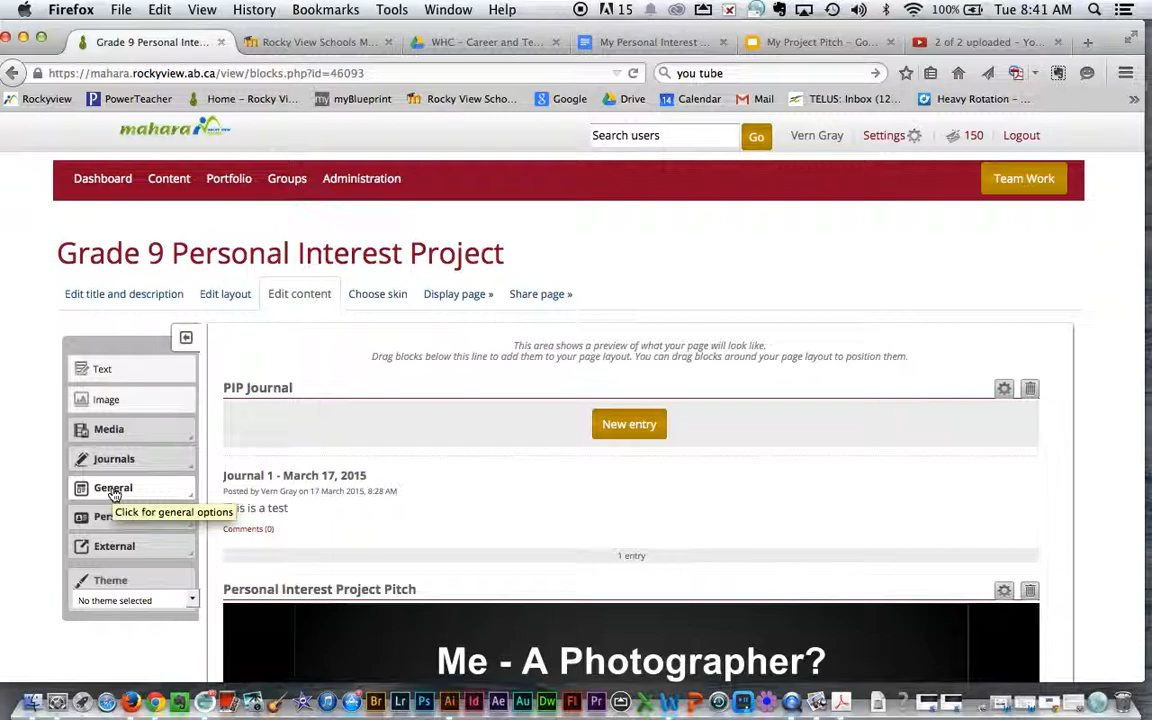 Firefox File Edit View History Bookmarks Tools Window Help 15 100% Tue 8:41 AM
Grade 9 Personal Inte... Rocky View Schools M... WHC – Career and Te... My Personal Interest ... My Project Pitch – Go... 2 of 2 uploaded – Yo...
https://mahara.rockyview.ab.ca/view/blocks.php?id=46093 you tube
Rockyview PowerTeacher Home – Rocky Vi... myBlueprint Rocky View Scho... Google Drive Calendar Mail TELUS: Inbox (12... Heavy Rotation – ...
mahara Search users Go Vern Gray Settings 150 Logout
Dashboard Content Portfolio Groups Administration Team Work
Grade 9 Personal Interest Project
Edit title and description Edit layout Edit content Choose skin Display page » Share page »
This area shows a preview of what your page will look like.
Drag blocks below this line to add them to your page layout. You can drag blocks around your page layout to position them.
Text
Image
Media
Journals
General
Click for general options
External
Theme
No theme selected
PIP Journal
New entry
Journal 1 - March 17, 2015
Posted by Vern Gray on 17 March 2015, 8:28 AM
is is a test
Comments (0)
1 entry
Personal Interest Project Pitch
Me - A Photographer?